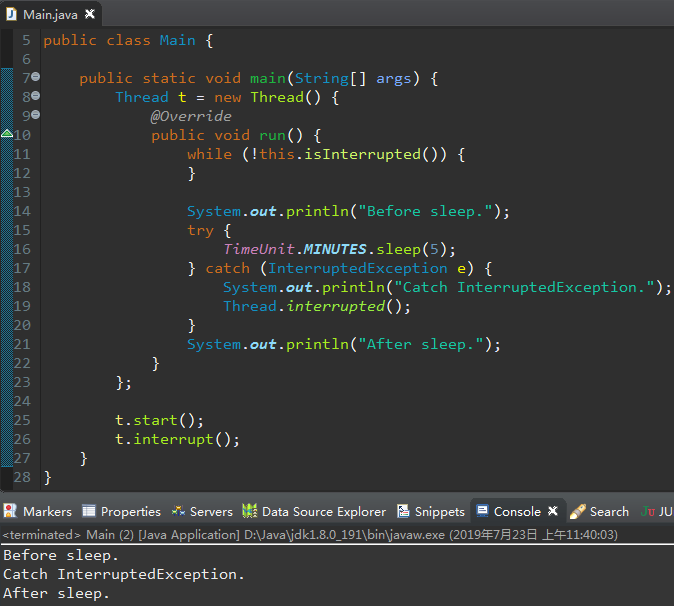 Main.java
5 public class Main {
6
7 public static void main(String[] args) {
8 Thread t = new Thread() {
9 @Override
10 public void run() {
11 while (!this.isInterrupted()) {
12 }
13
14 System.out.println("Before sleep.");
15 try {
16 TimeUnit.MINUTES.sleep(5);
17 } catch (InterruptedException e) {
18 System.out.println("Catch InterruptedException.");
19 Thread.interrupted();
20 }
21 System.out.println("After sleep.");
22 }
23 };
24
25 t.start();
26 t.interrupt();
27 }
28 }
Markers Properties Servers Data Source Explorer Snippets Console Search Ju JU
<terminated> Main (2) [Java Application] D:\Java\jdk1.8.0_191\bin\javaw.exe (2019年7月23日 上午11:40:03)
Before sleep.
Catch InterruptedException.
After sleep.